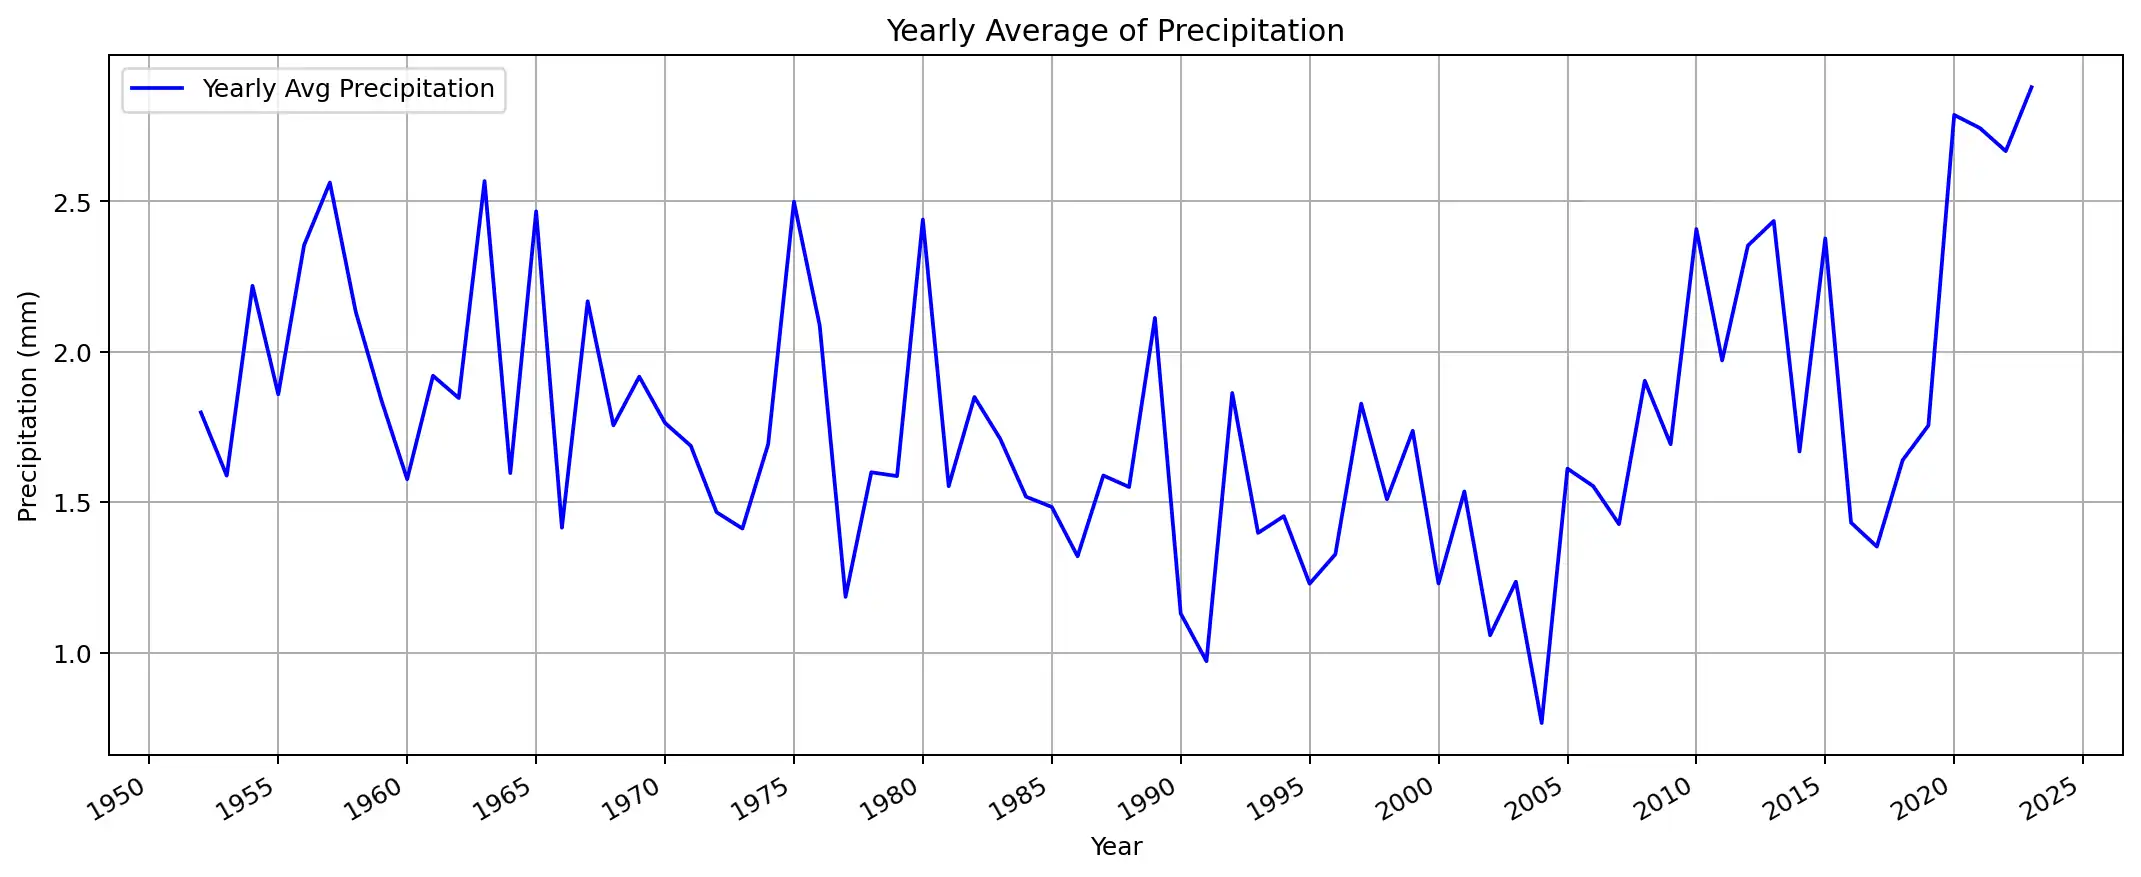 Yearly Average of Precipitation
Yearly Avg Precipitation
Precipitation (mm)
2.5
2.0
1.5
1.0
1950 1955 1960 1965 1970 1975 1980 1985 1990 1995 2000 2005 2010 2015 2020 2025
Year